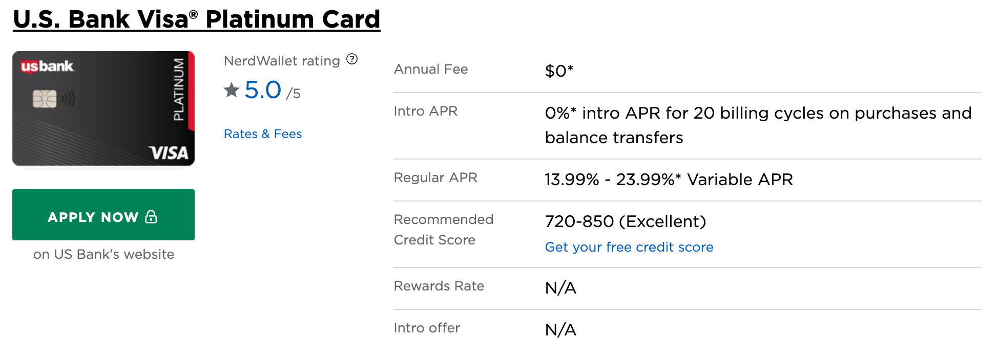 U.S. Bank Visa® Platinum Card
usbank
PLATINUM
VISA
APPLY NOW
on US Bank's website
NerdWallet rating ?
5.0 /5
Rates & Fees
Annual Fee
$0*
Intro APR
0%* intro APR for 20 billing cycles on purchases and
balance transfers
Regular APR
13.99% - 23.99%* Variable APR
Recommended
Credit Score
720-850 (Excellent)
Get your free credit score
Rewards Rate
N/A
Intro offer
N/A